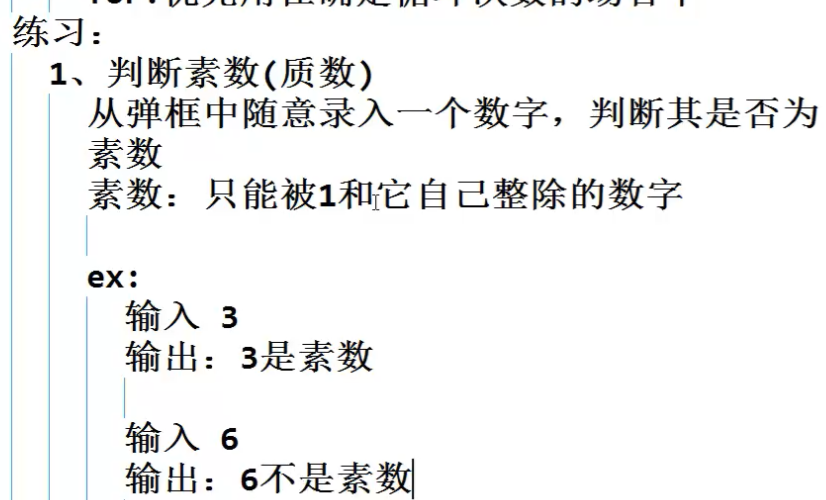 练习：
1、判断素数(质数)
从弹框中随意录入一个数字，判断其是否为
素数
素数：只能被1和它自己整除的数字
ex:
输入 3
输出：3是素数
输入 6
输出：6不是素数